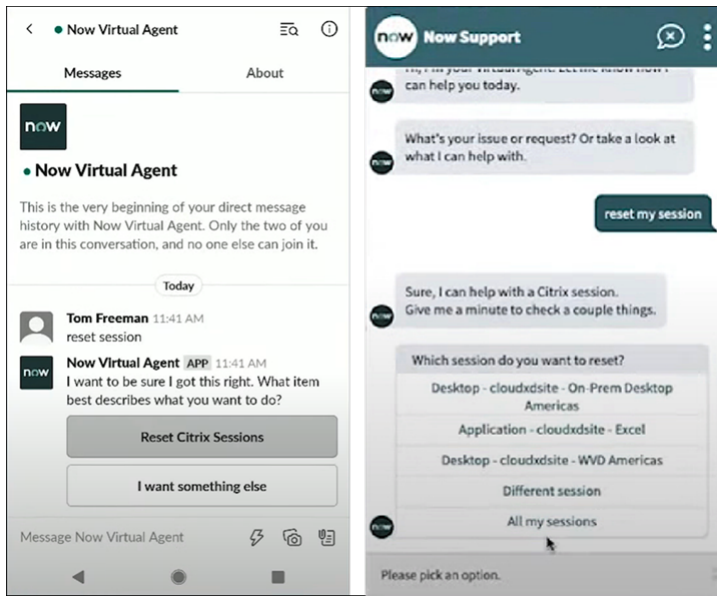 Now Virtual Agent
Messages
About
now
Now Virtual Agent
This is the very beginning of your direct message
history with Now Virtual Agent. Only the two of you
are in this conversation, and no one else can join it.
Today
Tom Freeman 11:41 AM
reset session
now
Now Virtual Agent APP 11:41 AM
I want to be sure I got this right. What item
best describes what you want to do?
Reset Citrix Sessions
I want something else
Message Now Virtual Agent
now
Now Support
can help you today.
now
What's your issue or request? Or take a look at
what I can help with.
now
reset my session
Sure, I can help with a Citrix session.
Give me a minute to check a couple things.
now
Which session do you want to reset?
Desktop - cloudxdsite - On-Prem Desktop
Americas
Application - cloudxdsite - Excel
Desktop - cloudxdsite - WVD Americas
Different session
All my sessions
now
Please pick an option.